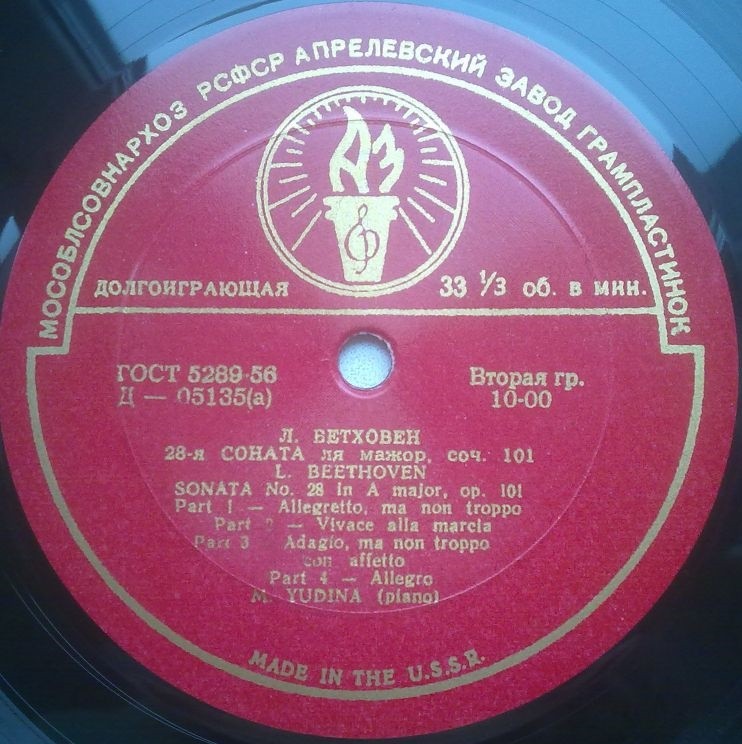 МОСОБЛСОВНАРХОЗ РСФСР АПРЕЛЕВСКИЙ ЗАВОД ГРАМПЛАСТИНОК
АЗ
ДОЛГОИГРАЮЩАЯ 33 1/3 об. в мин.
ГОСТ 5289-56 Вторая гр.
Д — 05135(а) 10-00
Л. БЕТХОВЕН
28-я СОНАТА ля мажор, соч. 101
L. BEETHOVEN
SONATA No. 28 in A major, op. 101
Part 1 — Allegretto, ma non troppo
Part 2 — Vivace alla marcia
Part 3 Adagio, ma non troppo
con affetto
Part 4 — Allegro
M. YUDINA (piano)
MADE IN THE U.S.S.R.